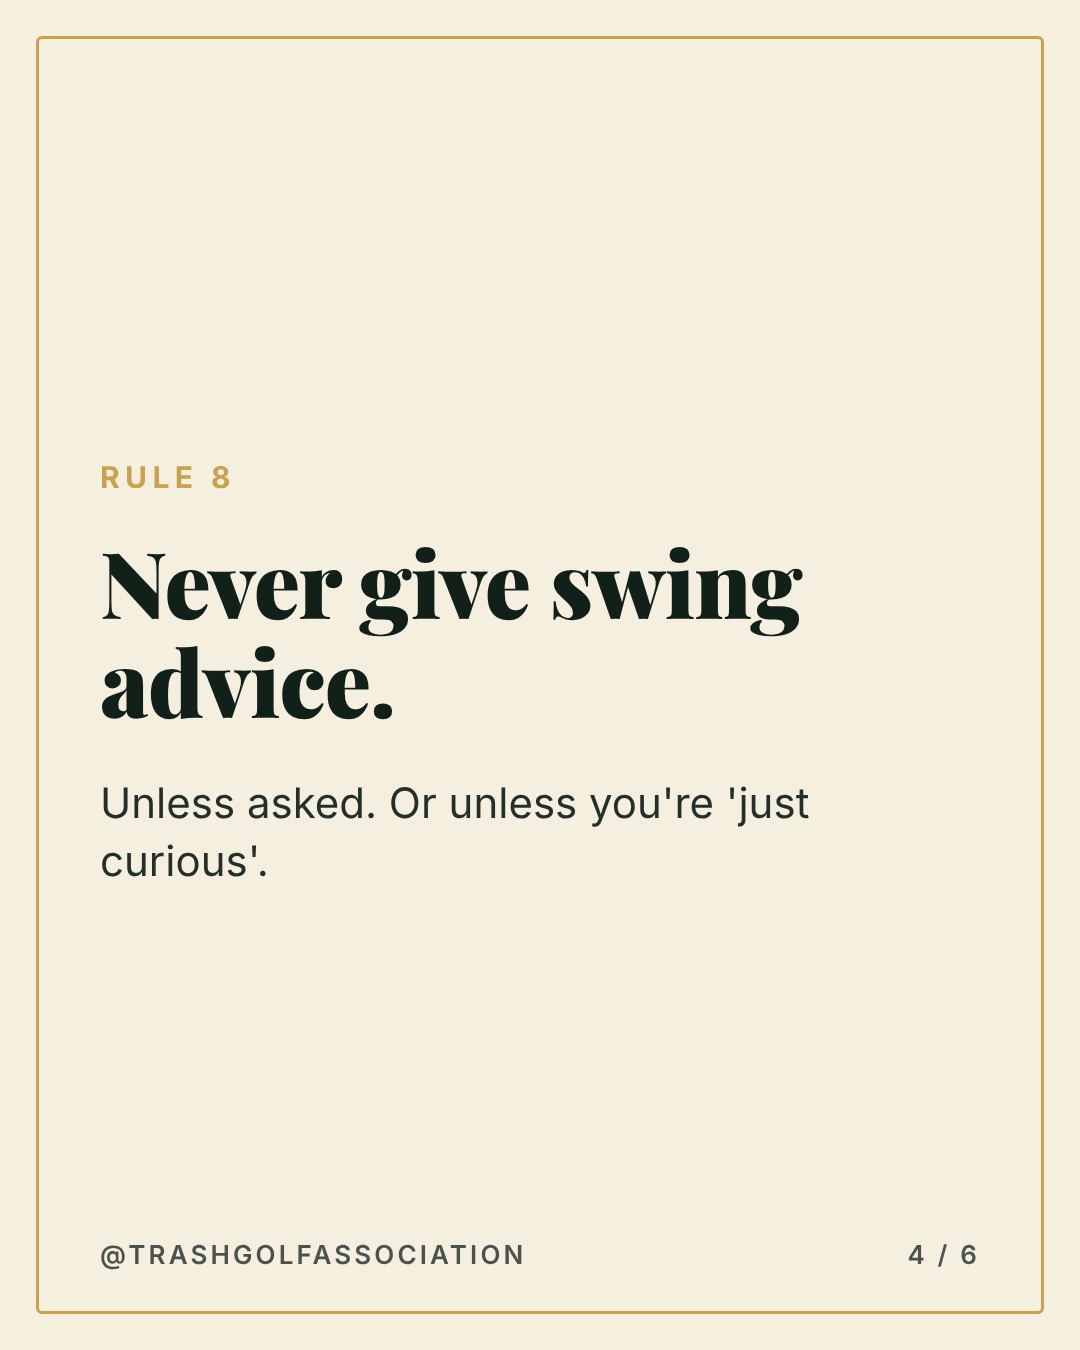 RULE 8
Never give swing
advice.
Unless asked. Or unless you're 'just
curious'.
@TRASHGOLFASSOCIATION
4 / 6